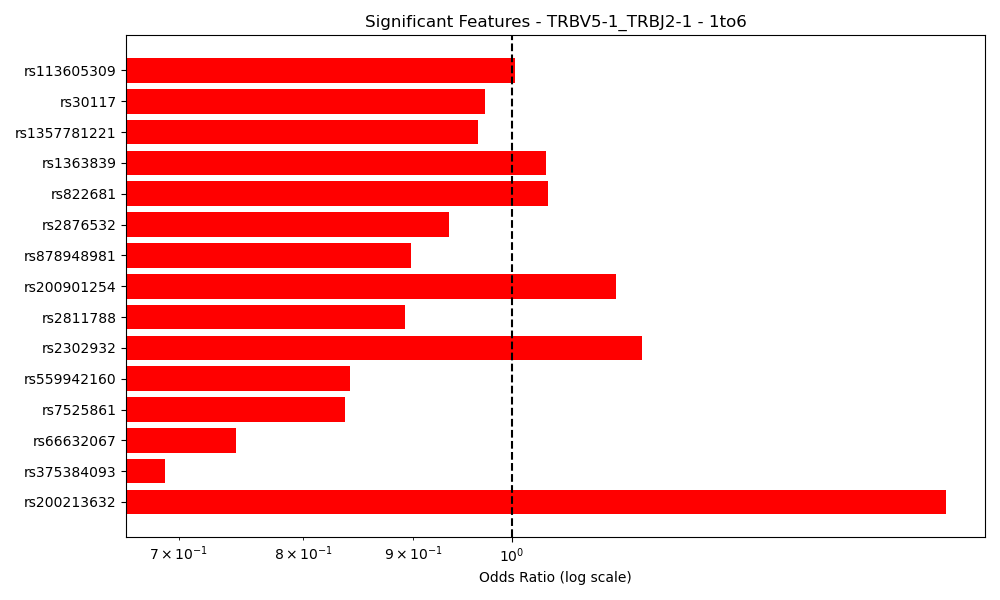 Significant Features - TRBV5-1_TRBJ2-1 - 1to6
rs113605309
rs30117
rs1357781221
rs1363839
rs822681
rs2876532
rs878948981
rs200901254
rs2811788
rs2302932
rs559942160
rs7525861
rs66632067
rs375384093
rs200213632
7 × 10⁻¹ 8 × 10⁻¹ 9 × 10⁻¹ 10⁰
Odds Ratio (log scale)